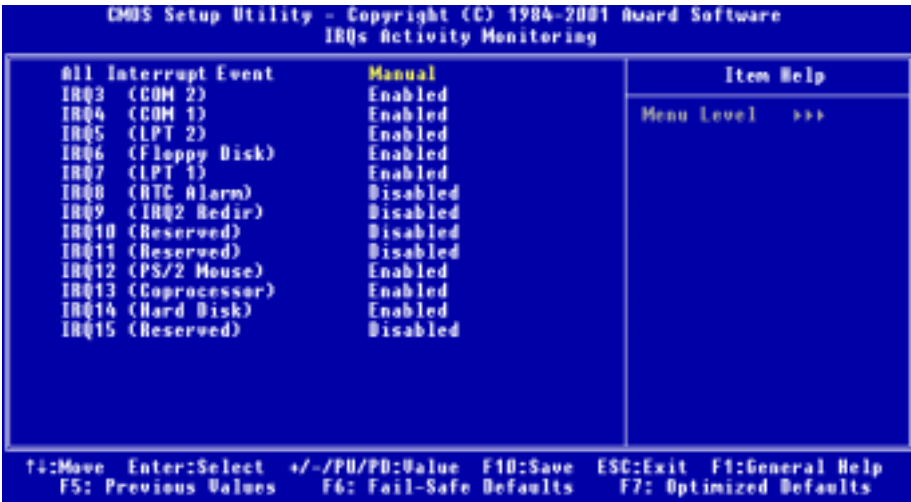 CMOS Setup Utility - Copyright (C) 1984-2001 Award Software
IRQs Activity Monitoring
All Interrupt Event Manual
IRQ3 (COM 2) Enabled
IRQ4 (COM 1) Enabled
IRQ5 (LPT 2) Enabled
IRQ6 (Floppy Disk) Enabled
IRQ7 (LPT 1) Enabled
IRQ8 (RTC Alarm) Disabled
IRQ9 (IRQ2 Redir) Disabled
IRQ10 (Reserved) Disabled
IRQ11 (Reserved) Disabled
IRQ12 (PS/2 Mouse) Enabled
IRQ13 (Coprocessor) Enabled
IRQ14 (Hard Disk) Enabled
IRQ15 (Reserved) Disabled
Item Help
Menu Level ►►►
↑↓:Move Enter:Select +/-/PU/PD:Value F10:Save ESC:Exit F1:General Help
F5: Previous Values F6: Fail-Safe Defaults F7: Optimized Defaults